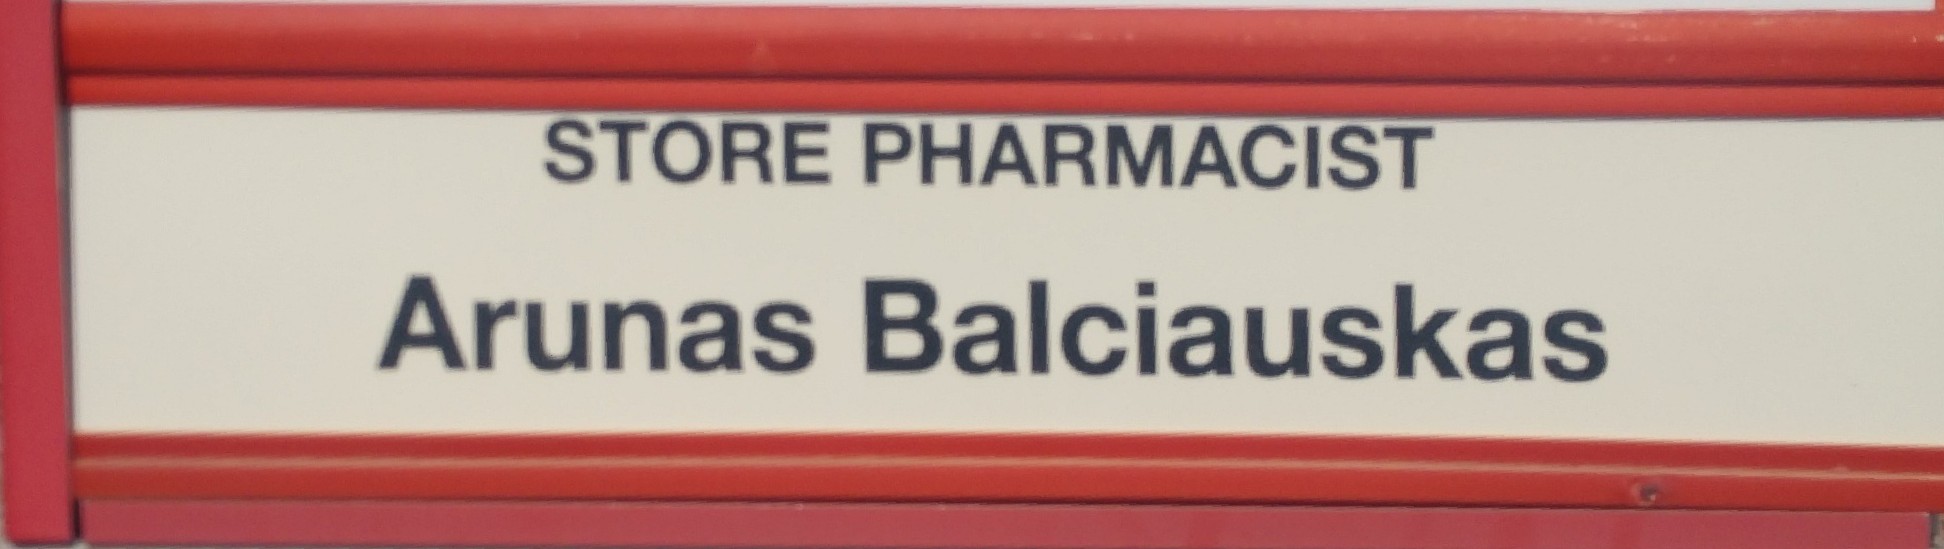 STORE PHARMACIST
Arunas Balciauskas